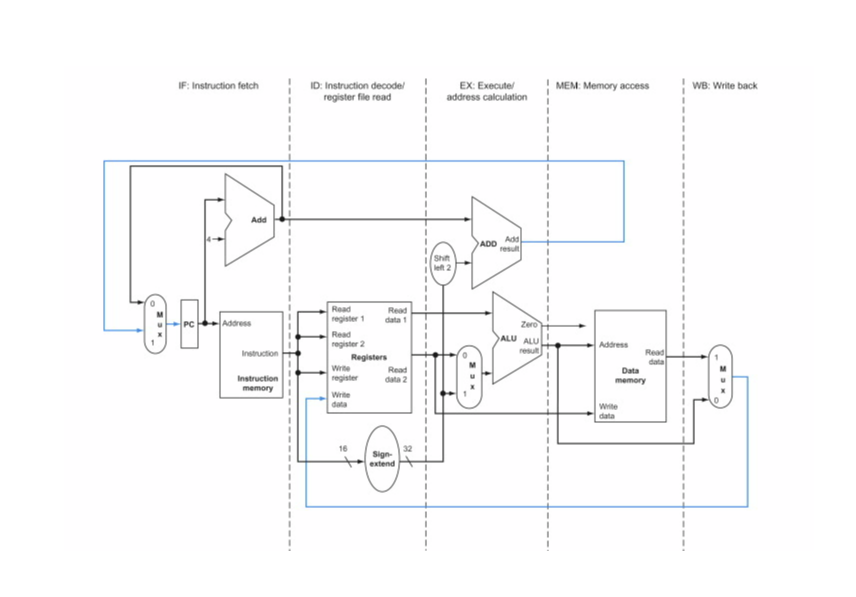 IF: Instruction fetch
ID: Instruction decode/
register file read
EX: Execute/
address calculation
MEM: Memory access
WB: Write back
Add
4
ADD
Add
result
Shift
left 2
0
M
u
x
1
PC
Address
Instruction
Instruction
memory
Read
register 1
Read
register 2
Write
register
Write
data
Registers
Read
data 1
Read
data 2
16
Sign-
extend
32
0
M
u
x
1
Zero
ALU
ALU
result
Address
Read
data
Data
memory
Write
data
1
M
u
x
0